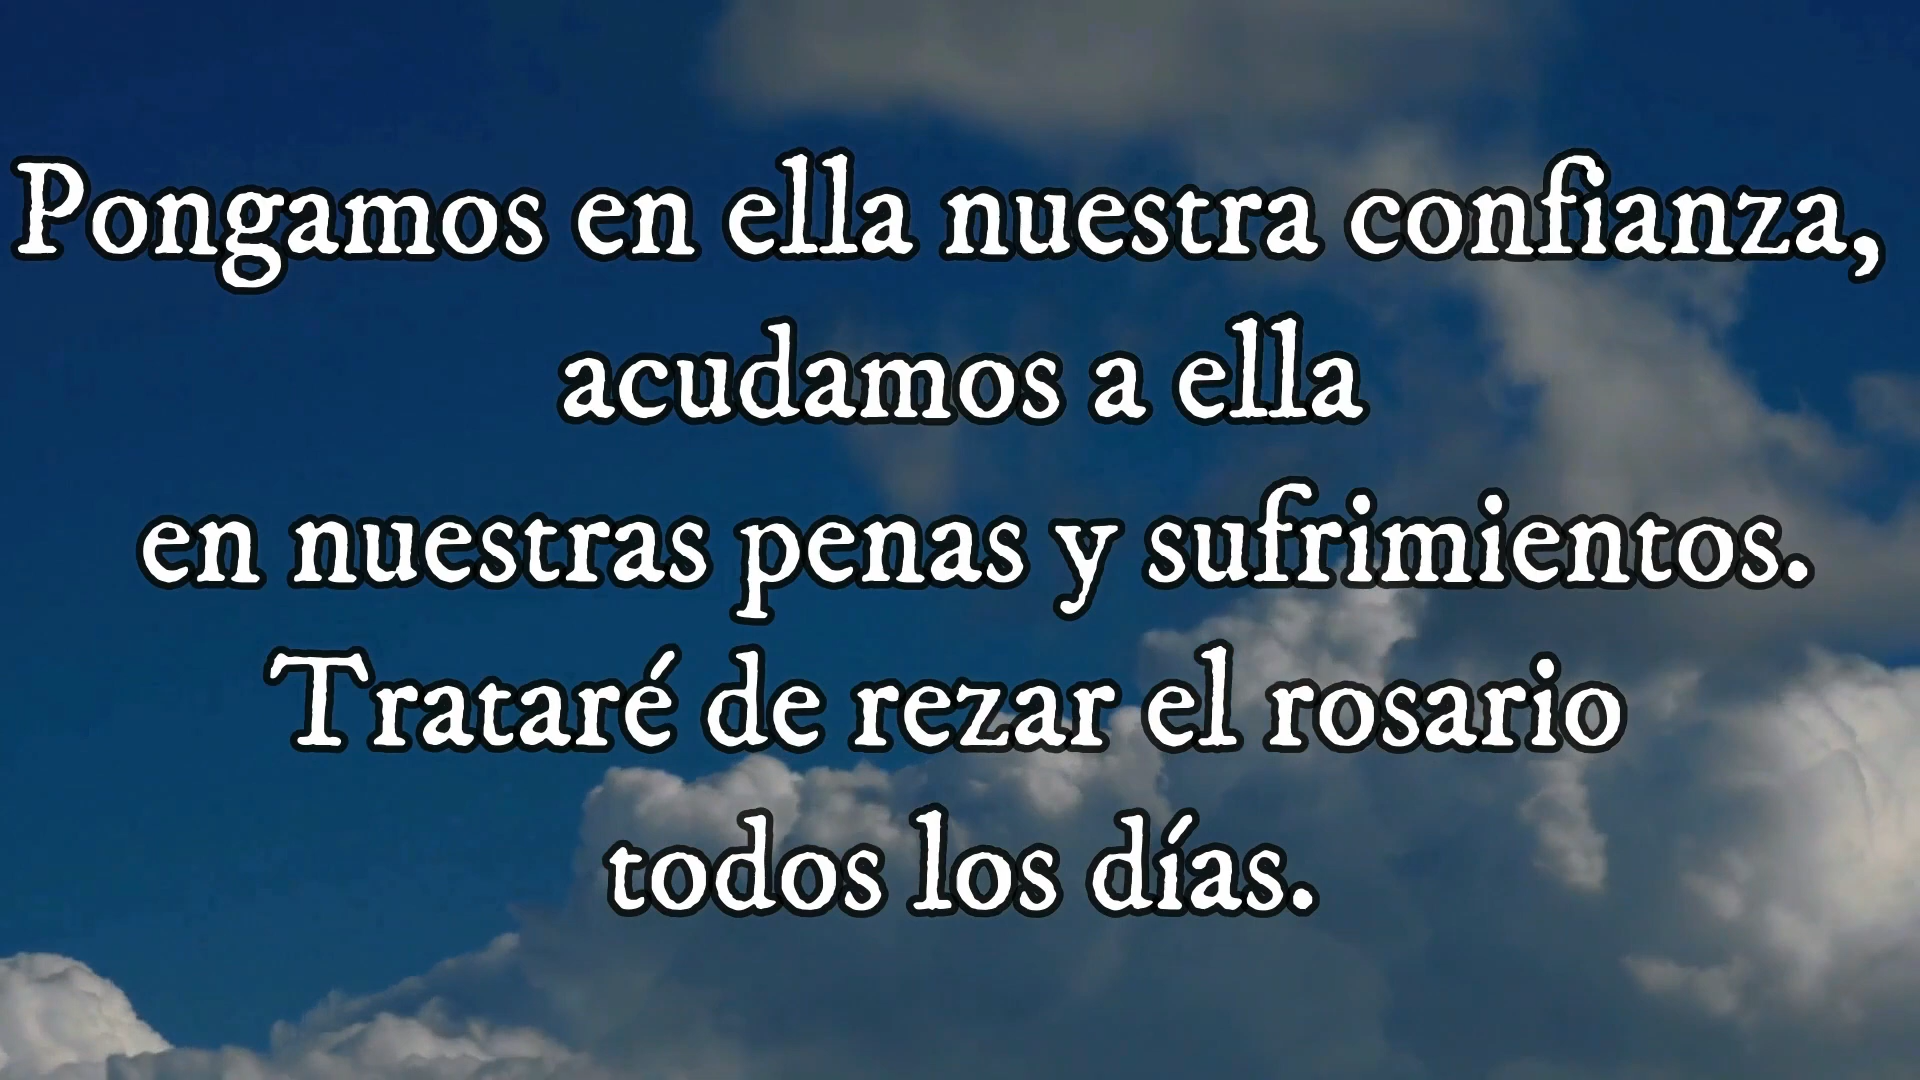 Pongamos en ella nuestra confianza,
acudamos a ella
en nuestras penas y sufrimientos.
Trataré de rezar el rosario
todos los días.